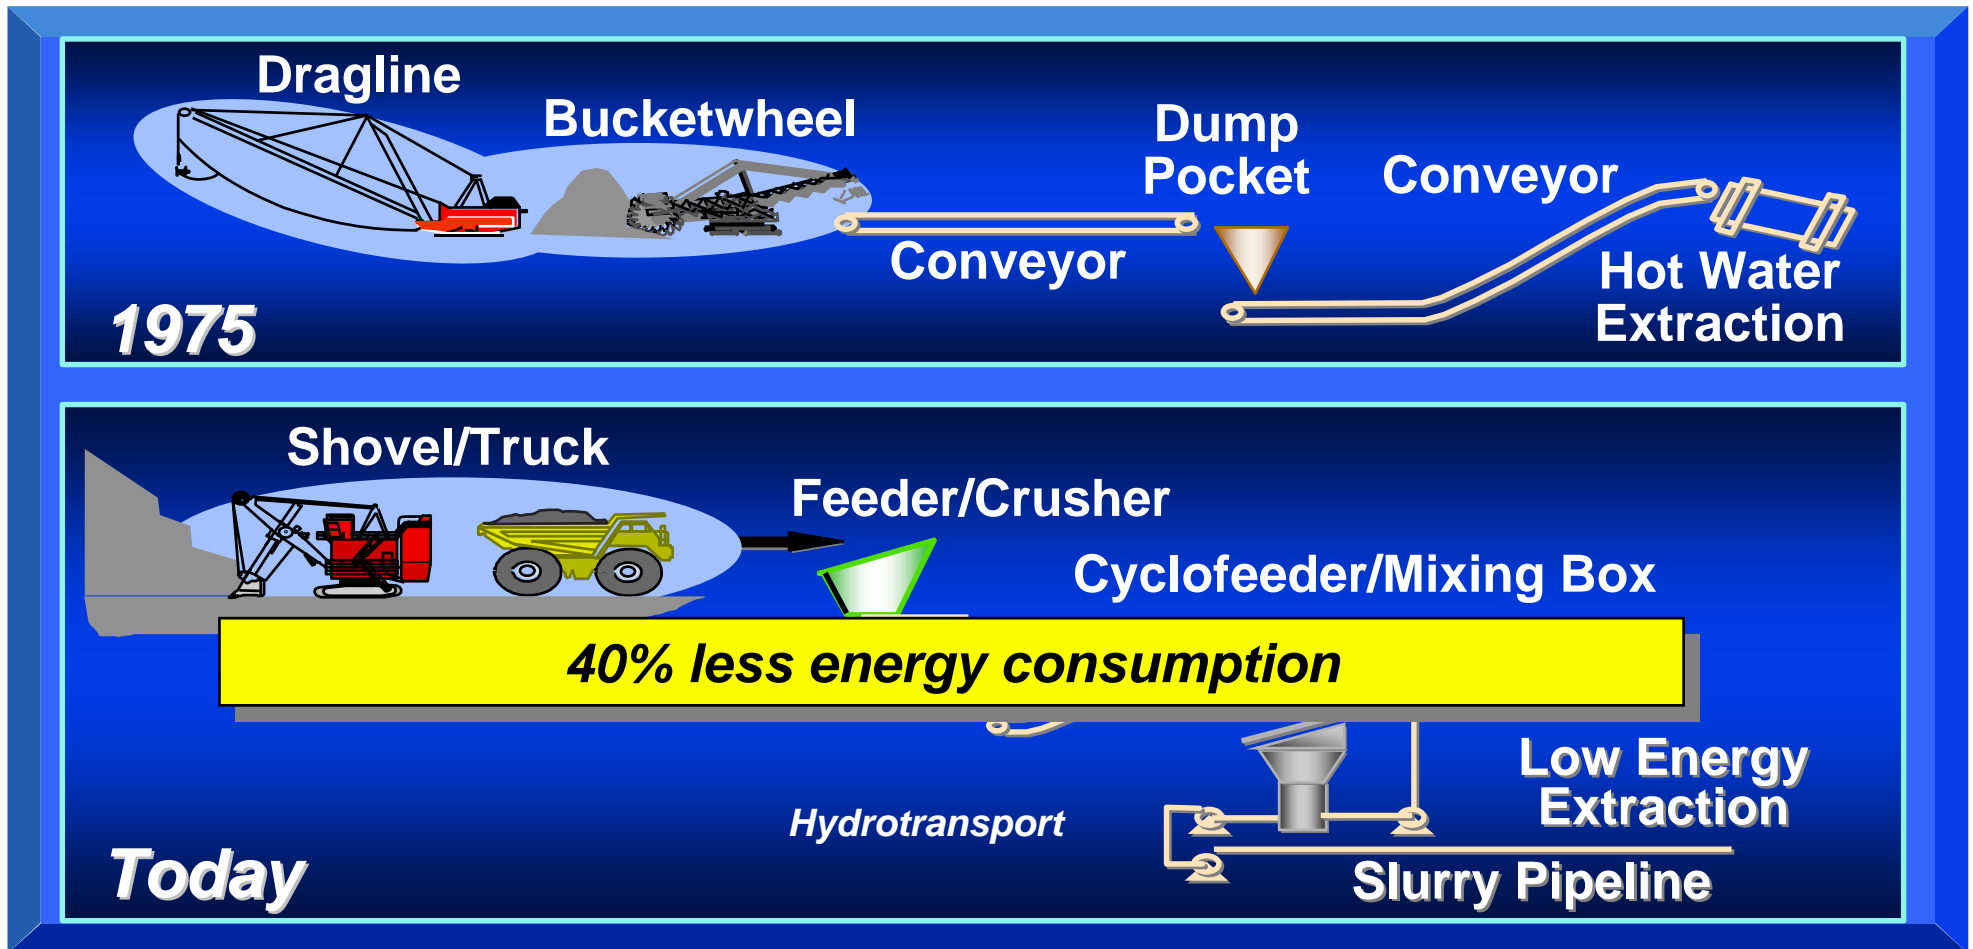 Dragline
Bucketwheel
Dump
Pocket
Conveyor
Conveyor
Hot Water
Extraction
1975
Shovel/Truck
Feeder/Crusher
Cyclofeeder/Mixing Box
40% less energy consumption
Low Energy
Extraction
Hydrotransport
Slurry Pipeline
Today